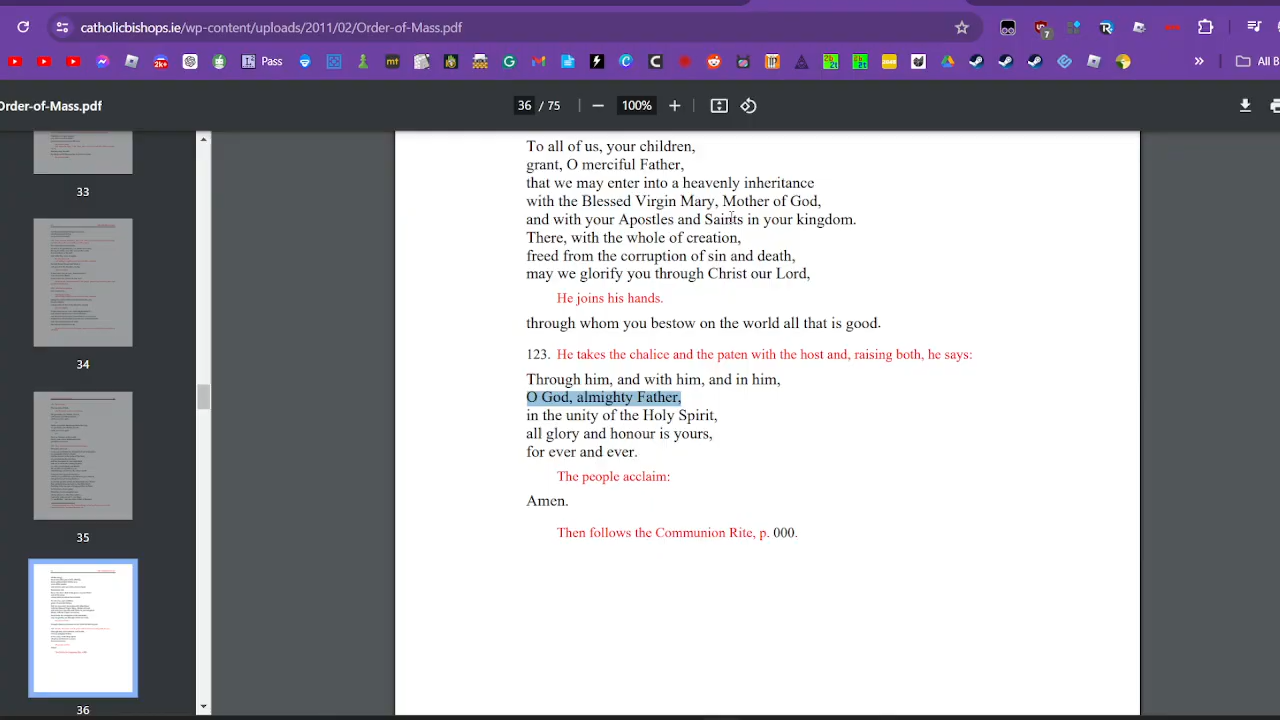 catholicbishops.ie/wp-content/uploads/2011/02/Order-of-Mass.pdf
7
Pass
All B
Order-of-Mass.pdf
36 / 75
100%
33
34
35
36
To all of us, your children,
grant, O merciful Father,
that we may enter into a heavenly inheritance
with the Blessed Virgin Mary, Mother of God,
and with your Apostles and Saints in your kingdom.
There, with the whole of creation,
freed from the corruption of sin and death,
may we glorify you through Christ our Lord,
He joins his hands.
through whom you bestow on the world all that is good.
123. He takes the chalice and the paten with the host and, raising both, he says:
Through him, and with him, and in him,
O God, almighty Father,
in the unity of the Holy Spirit,
all glory and honour is yours,
for ever and ever.
The people acclaim:
Amen.
Then follows the Communion Rite, p. 000.